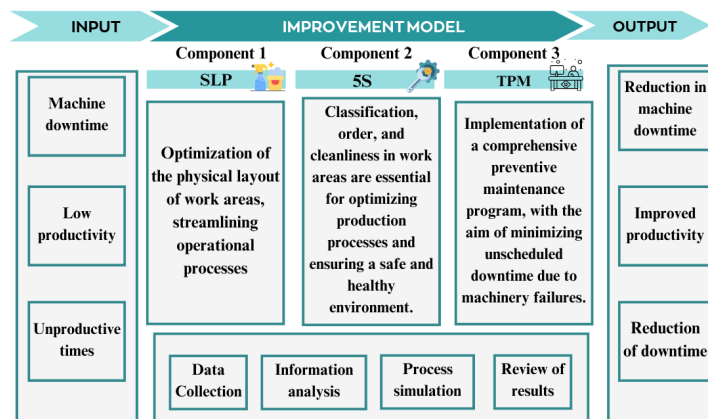 INPUT
IMPROVEMENT MODEL
OUTPUT
Component 1
Component 2
Component 3
SLP
5S
TPM
Machine
downtime
Low
productivity
Unproductive
times
Optimization of
the physical layout
of work areas,
streamlining
operational
processes
Classification,
order, and
cleanliness in work
areas are essential
for optimizing
production
processes and
ensuring a safe and
healthy
environment.
Implementation of
a comprehensive
preventive
maintenance
program, with the
aim of minimizing
unscheduled
downtime due to
machinery failures.
Reduction in
machine
downtime
Improved
productivity
Reduction
of downtime
Data
Collection
Information
analysis
Process
simulation
Review of
results